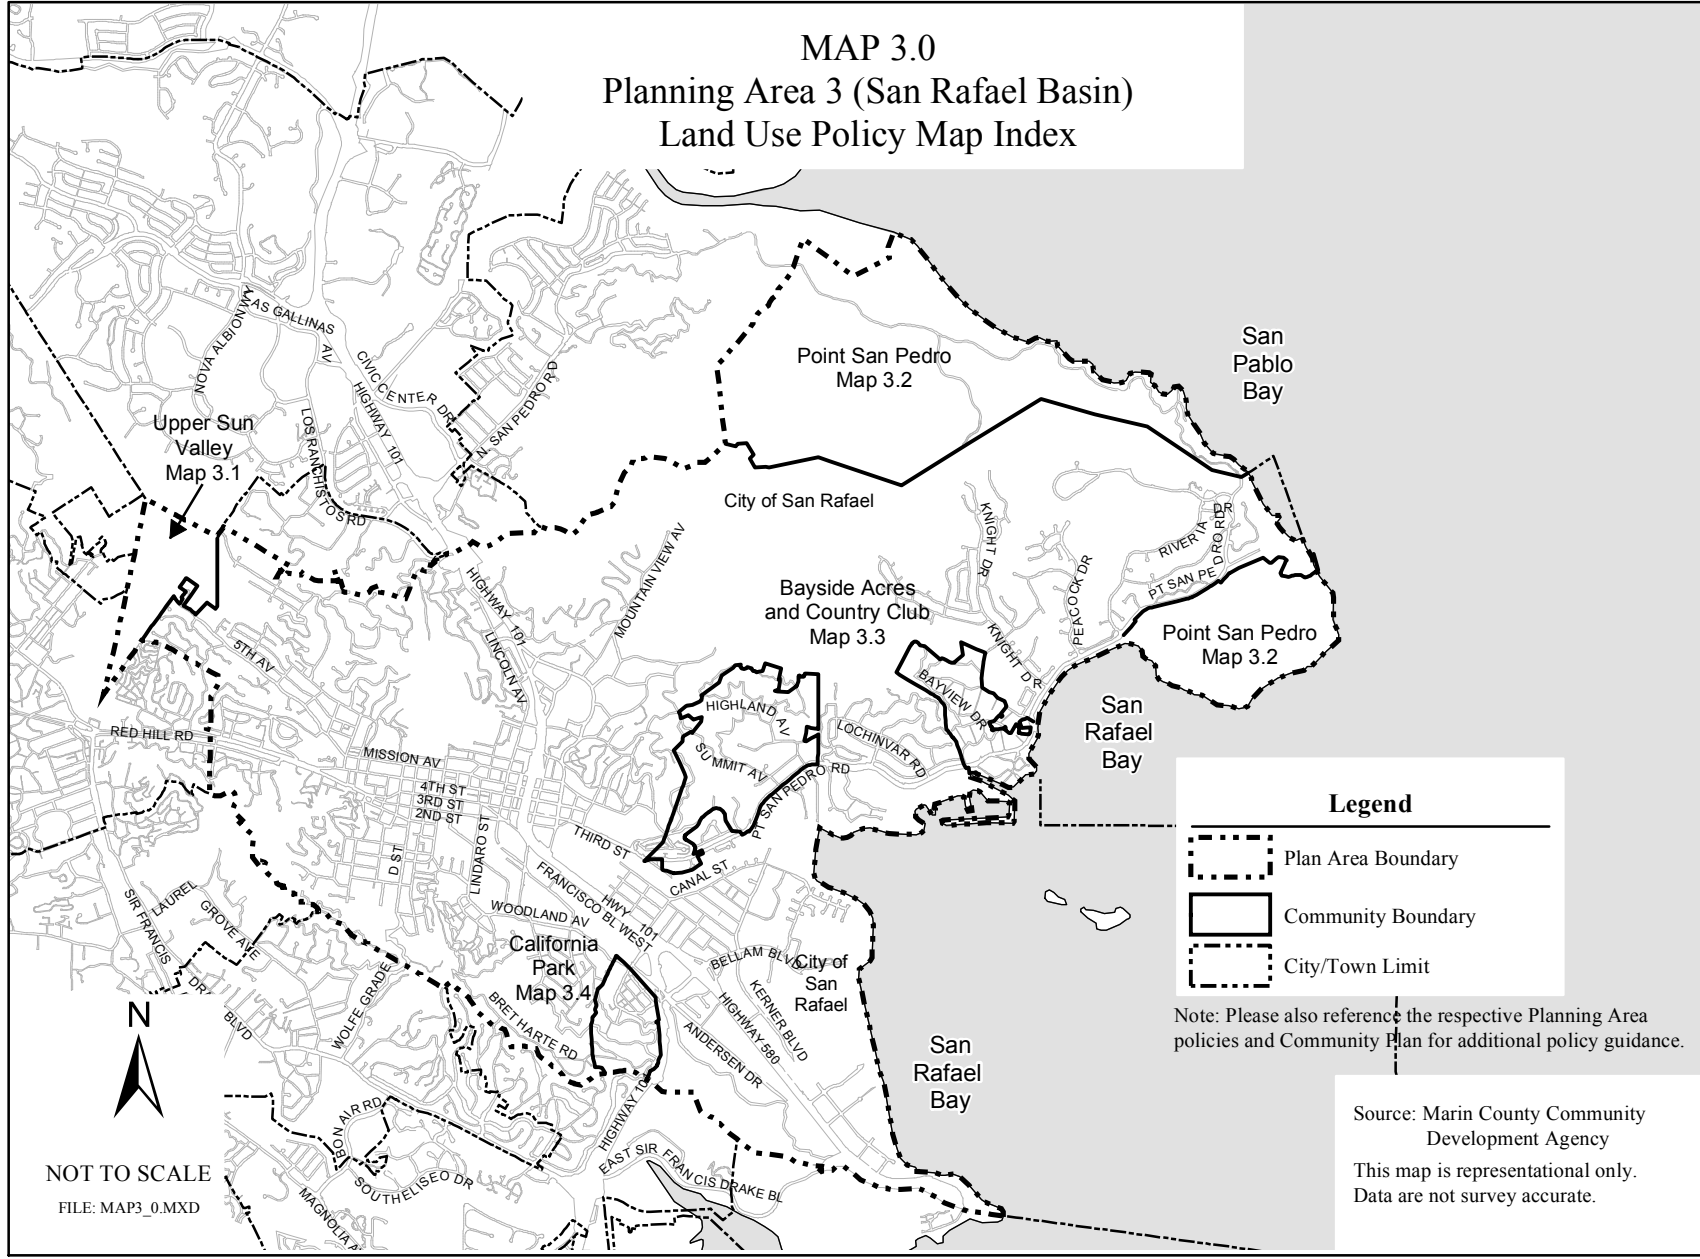 MAP 3.0
Planning Area 3 (San Rafael Basin)
Land Use Policy Map Index
San
Pablo
Bay
Point San Pedro
Map 3.2
LAS GALLINAS
AV
NOVA ALBION WY
CIVIC CENTER DR
HIGHWAY 101
N. SAN PEDRO RD
LOS RANCHITOS RD
Upper Sun
Valley
Map 3.1
City of San Rafael
KNIGHT DR
RIVERIA
DR
PT SAN PEDRO RD
PEACOCK DR
MOUNTAIN VIEW AV
HIGHWAY 101
LINCOLN AV
Bayside Acres
and Country Club
Map 3.3
KNIGHT DR
Point San Pedro
Map 3.2
5TH AV
BAYVIEW DR
HIGHLAND AV
SUMMIT AV
LOCHINVAR RD
PT SAN PEDRO RD
San
Rafael
Bay
RED HILL RD
MISSION AV
4TH ST
3RD ST
2ND ST
D ST
LINDARO ST
THIRD ST
CANAL ST
FRANCISCO BL WEST
HWY 101
WOODLAND AV
BELLAM BLVD
City of
San
Rafael
KERNER BLVD
HIGHWAY 580
ANDERSEN DR
California
Park
Map 3.4
BRET HARTE RD
HIGHWAY 101
LAUREL
GROVE AVE
SIR FRANCIS
DR
BLVD
WOLFE GRADE
BON AIR RD
SOUTH ELISEO DR
MAGNOLIA A
EAST SIR FRANCIS DRAKE BL
San
Rafael
Bay
Legend
Plan Area Boundary
Community Boundary
City/Town Limit
Note: Please also reference the respective Planning Area
policies and Community Plan for additional policy guidance.
Source: Marin County Community
Development Agency
This map is representational only.
Data are not survey accurate.
N
NOT TO SCALE
FILE: MAP3_0.MXD